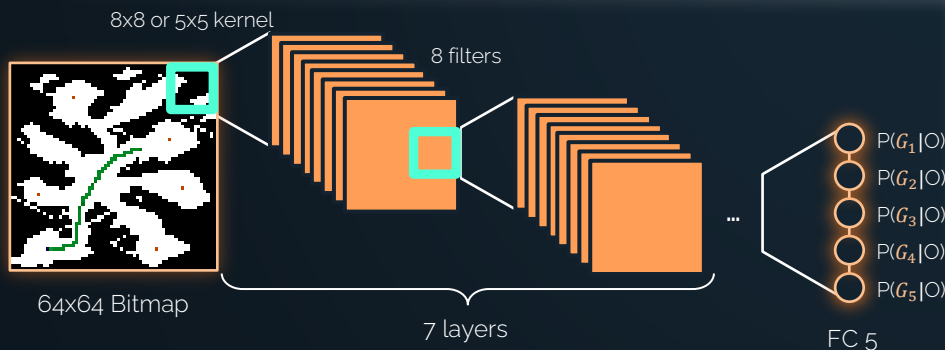 8x8 or 5x5 kernel
8 filters
64x64 Bitmap
7 layers
...
P(G₁|O)
P(G₂|O)
P(G₃|O)
P(G₄|O)
P(G₅|O)
FC 5